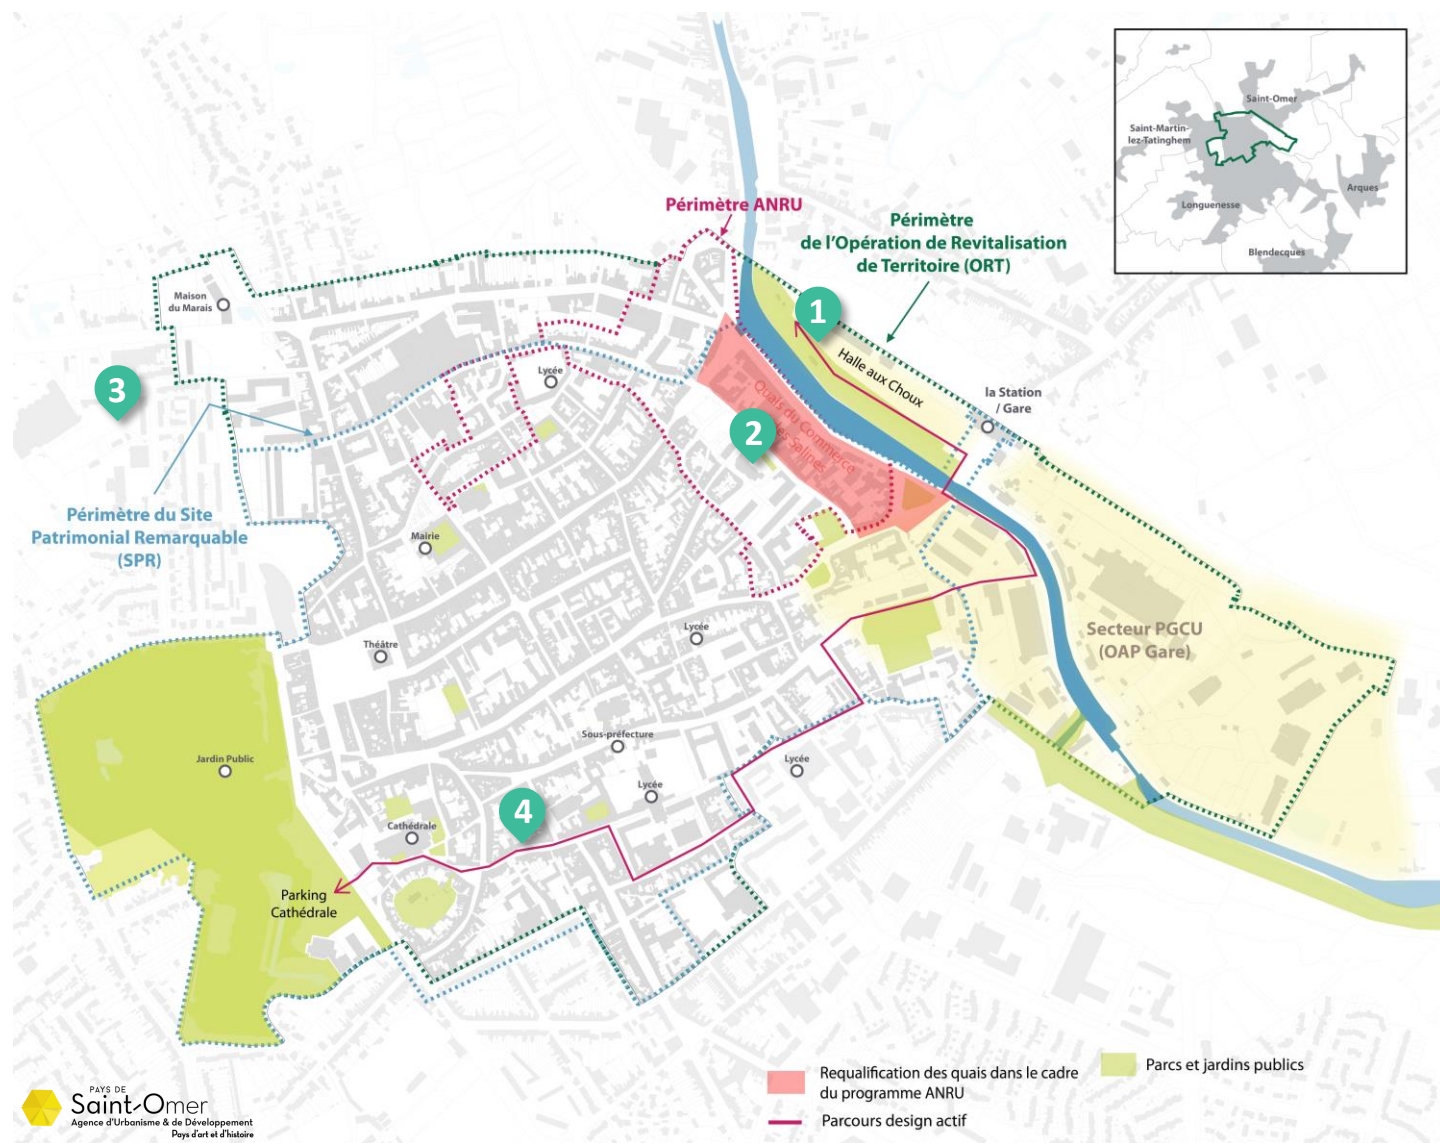 Saint-Omer
Saint-Martin-
lez-Tatinghem
Arques
Longuenesse
Blendecques
Périmètre ANRU
Périmètre
de l'Opération de Revitalisation
de Territoire (ORT)
Maison
du Marais
1
Halle aux Choux
Lycée
3
la Station
/ Gare
Quais du Commerce
2
Salines
Périmètre du Site
Patrimonial Remarquable
(SPR)
Mairie
Théâtre
Lycée
Secteur PGCU
(OAP Gare)
Sous-préfecture
Jardin Public
Lycée
Lycée
4
Cathédrale
Parking
Cathédrale
Requalification des quais dans le cadre
du programme ANRU
Parcours design actif
Parcs et jardins publics
PAYS DE
Saint-Omer
Agence d'Urbanisme & de Développement
Pays d'art et d'histoire